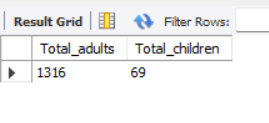 Result Grid Filter Rows:
Total_adults Total_children
1316 69